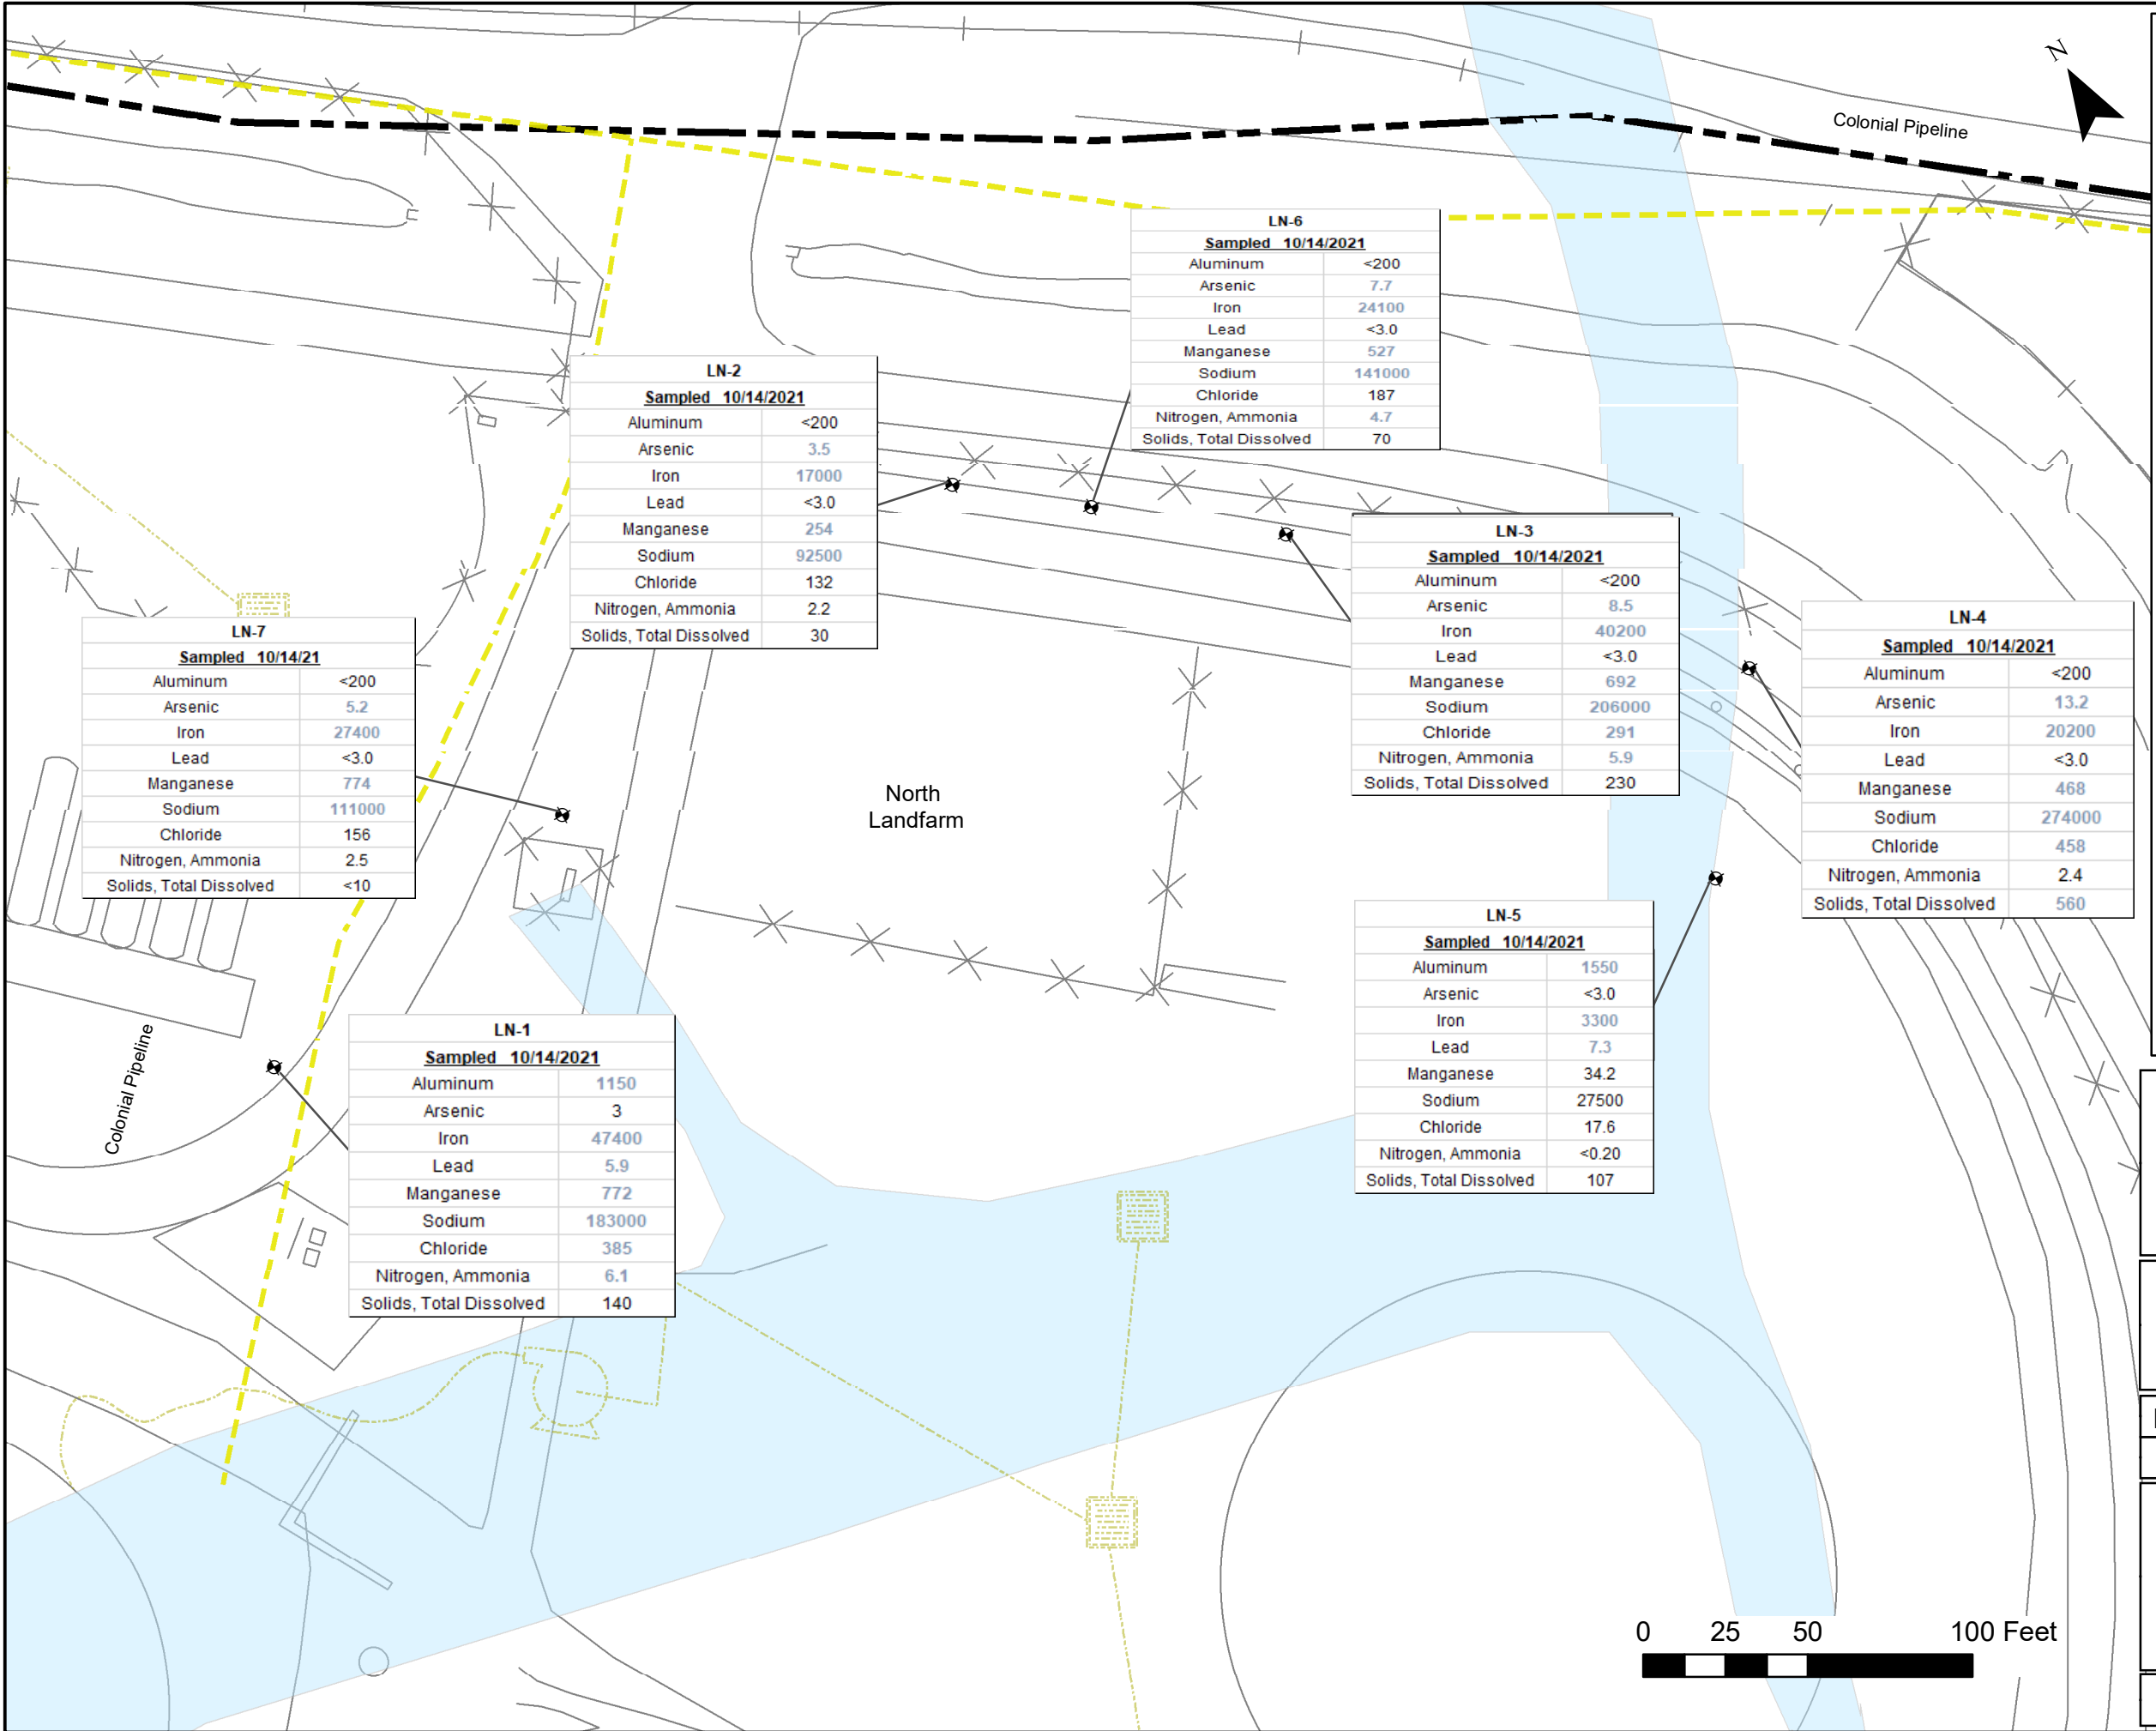 N
Colonial Pipeline
LN-6
Sampled 10/14/2021
Aluminum <200
Arsenic 7.7
Iron 24100
Lead <3.0
Manganese 527
Sodium 141000
Chloride 187
Nitrogen, Ammonia 4.7
Solids, Total Dissolved 70
LN-2
Sampled 10/14/2021
Aluminum <200
Arsenic 3.5
Iron 17000
Lead <3.0
Manganese 254
Sodium 92500
Chloride 132
Nitrogen, Ammonia 2.2
Solids, Total Dissolved 30
LN-3
Sampled 10/14/2021
Aluminum <200
Arsenic 8.5
Iron 40200
Lead <3.0
Manganese 692
Sodium 206000
Chloride 291
Nitrogen, Ammonia 5.9
Solids, Total Dissolved 230
LN-4
Sampled 10/14/2021
Aluminum <200
Arsenic 13.2
Iron 20200
Lead <3.0
Manganese 468
Sodium 274000
Chloride 458
Nitrogen, Ammonia 2.4
Solids, Total Dissolved 560
LN-7
Sampled 10/14/21
Aluminum <200
Arsenic 5.2
Iron 27400
Lead <3.0
Manganese 774
Sodium 111000
Chloride 156
Nitrogen, Ammonia 2.5
Solids, Total Dissolved <10
North
Landfarm
LN-5
Sampled 10/14/2021
Aluminum 1550
Arsenic <3.0
Iron 3300
Lead 7.3
Manganese 34.2
Sodium 27500
Chloride 17.6
Nitrogen, Ammonia <0.20
Solids, Total Dissolved 107
Colonial Pipeline
LN-1
Sampled 10/14/2021
Aluminum 1150
Arsenic 3
Iron 47400
Lead 5.9
Manganese 772
Sodium 183000
Chloride 385
Nitrogen, Ammonia 6.1
Solids, Total Dissolved 140
0 25 50 100 Feet